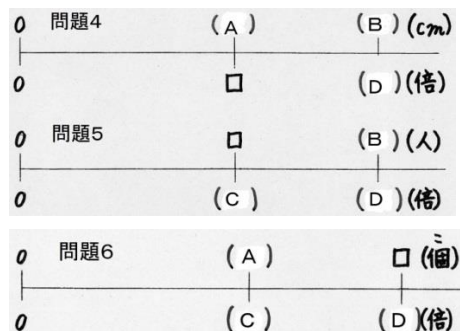 0 問題4 (A) (B) (cm)
0 □ (D) (倍)
0 問題5 □ (B) (人)
0 (C) (D) (倍)
0 問題6 (A) □ (個)
こ
0 (C) (D) (倍)